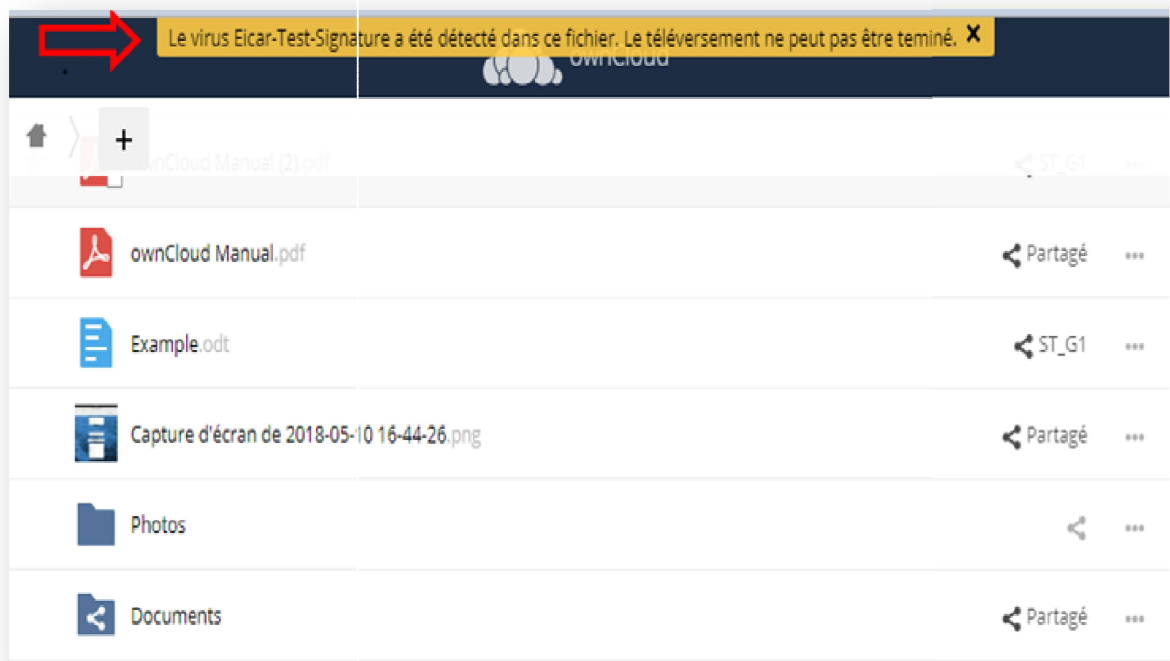 Le virus Eicar-Test-Signature a été détecté dans ce fichier. Le téléversement ne peut pas être teminé. ×
ownCloud
+
ownCloud Manual (2).pdf ST_G1 ...
ownCloud Manual.pdf Partagé ...
Example.odt ST_G1 ...
Capture d'écran de 2018-05-10 16-44-26.png Partagé ...
Photos ...
Documents Partagé ...